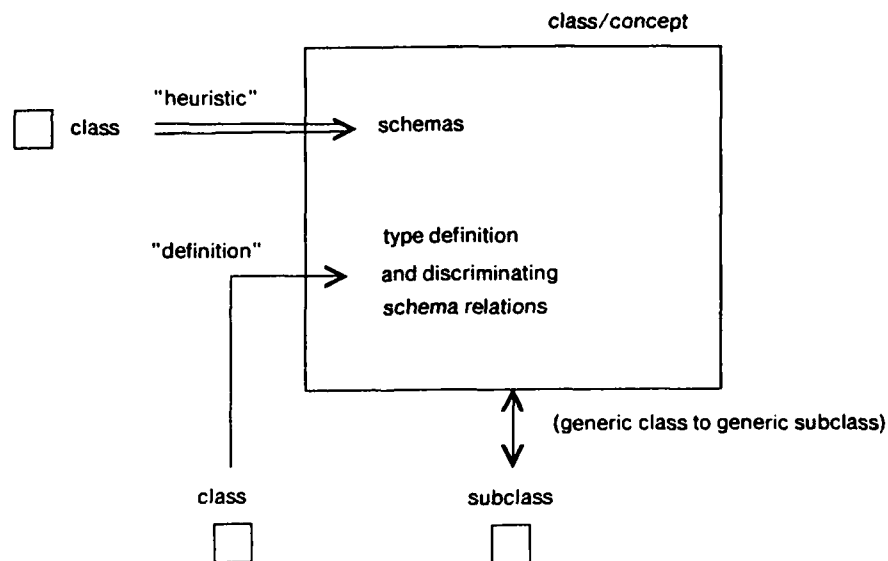 class/concept
"heuristic"
class
schemas
"definition"
type definition
and discriminating
schema relations
(generic class to generic subclass)
class
subclass